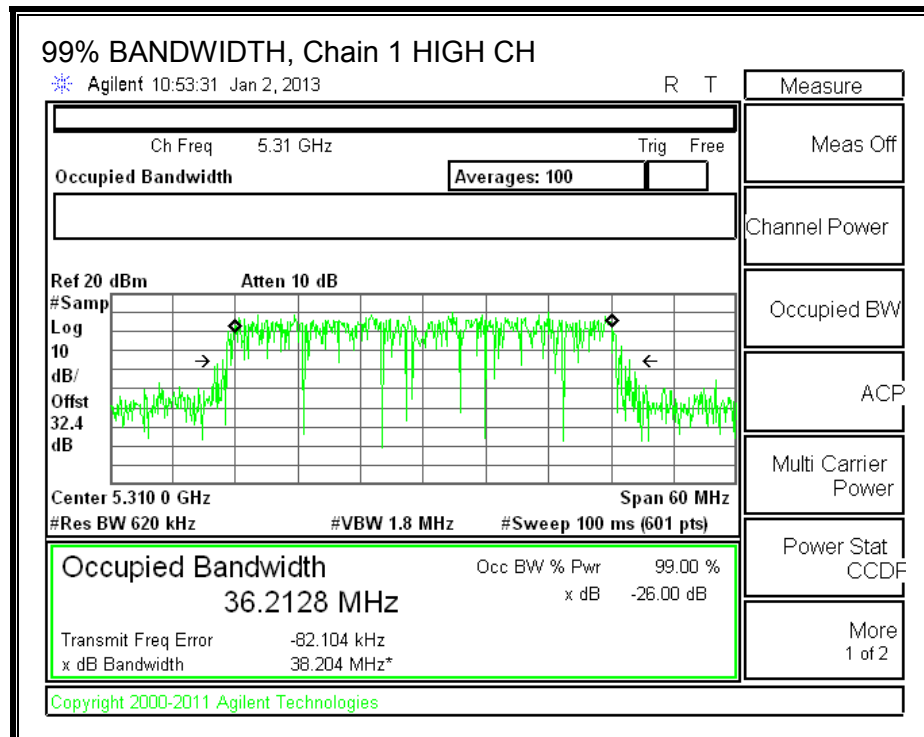 99% BANDWIDTH, Chain 1 HIGH CH
Agilent 10:53:31 Jan 2, 2013 R T
Measure
Ch Freq 5.31 GHz Trig Free
Occupied Bandwidth Averages: 100
Ref 20 dBm Atten 10 dB
#Samp
Log
10
dB/
Offst
32.4
dB
Center 5.310 0 GHz Span 60 MHz
#Res BW 620 kHz #VBW 1.8 MHz #Sweep 100 ms (601 pts)
Occupied Bandwidth Occ BW % Pwr 99.00 %
36.2128 MHz x dB -26.00 dB
Transmit Freq Error -82.104 kHz
x dB Bandwidth 38.204 MHz*
Meas Off
Channel Power
Occupied BW
ACP
Multi Carrier
Power
Power Stat
CCDF
More
1 of 2
Copyright 2000-2011 Agilent Technologies